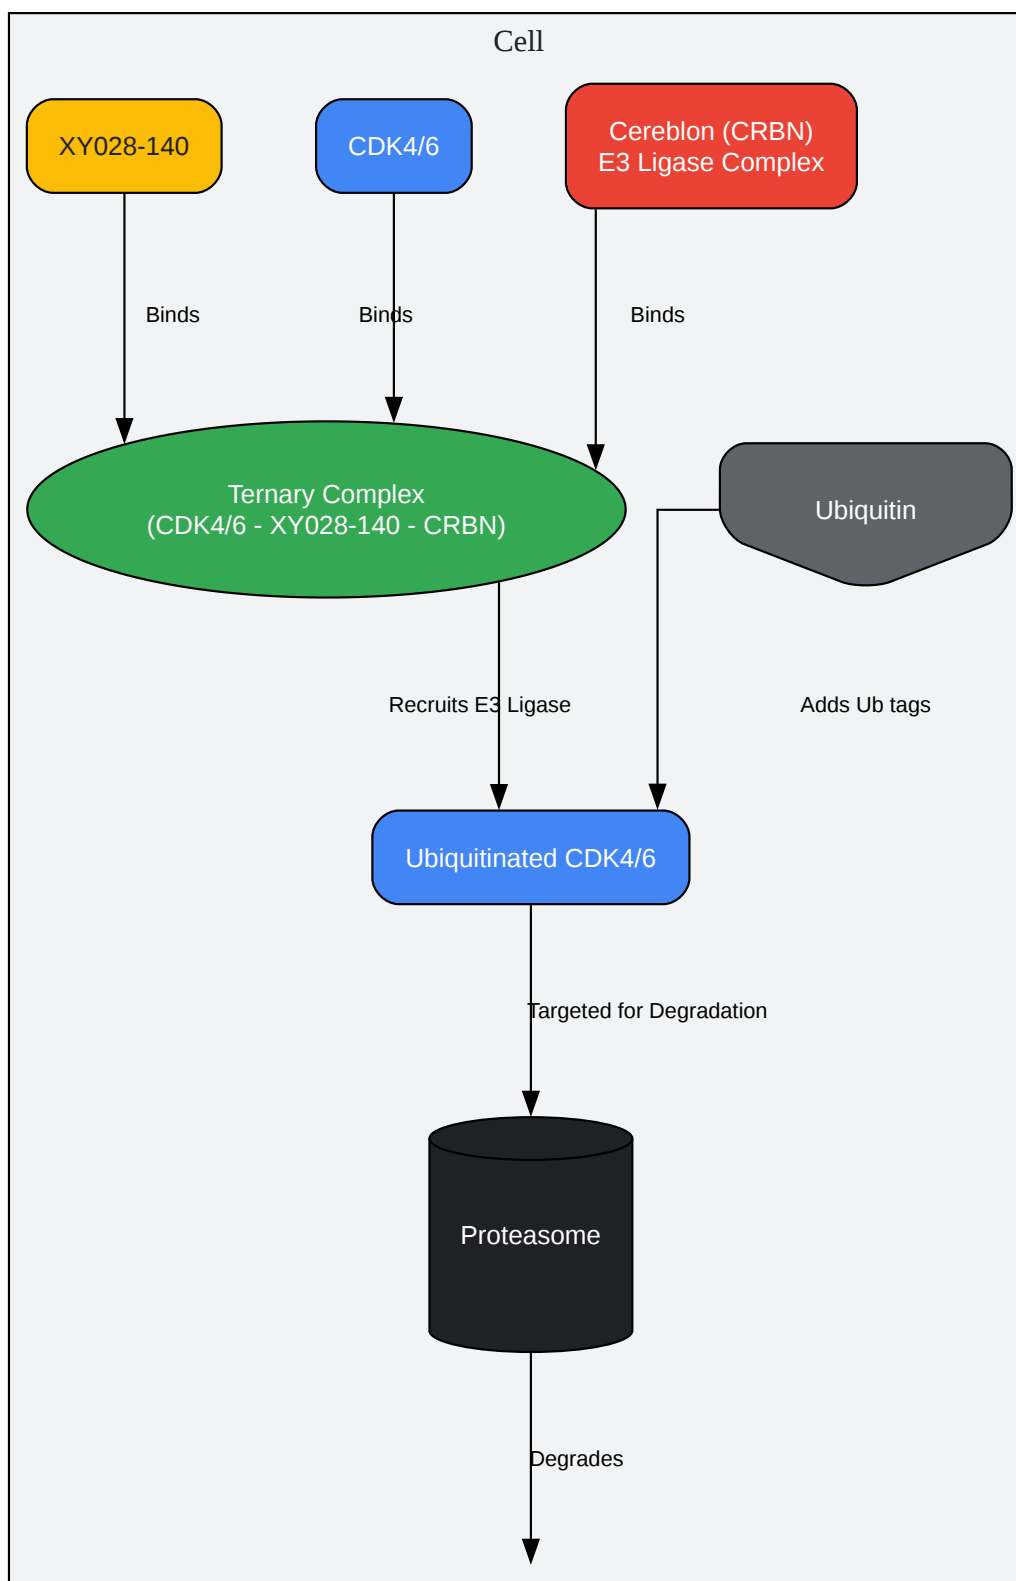 Cell
XY028-140
CDK4/6
Cereblon (CRBN)
E3 Ligase Complex
Binds
Binds
Binds
Ternary Complex
(CDK4/6 - XY028-140 - CRBN)
Ubiquitin
Recruits E3 Ligase
Adds Ub tags
Ubiquitinated CDK4/6
Targeted for Degradation
Proteasome
Degrades